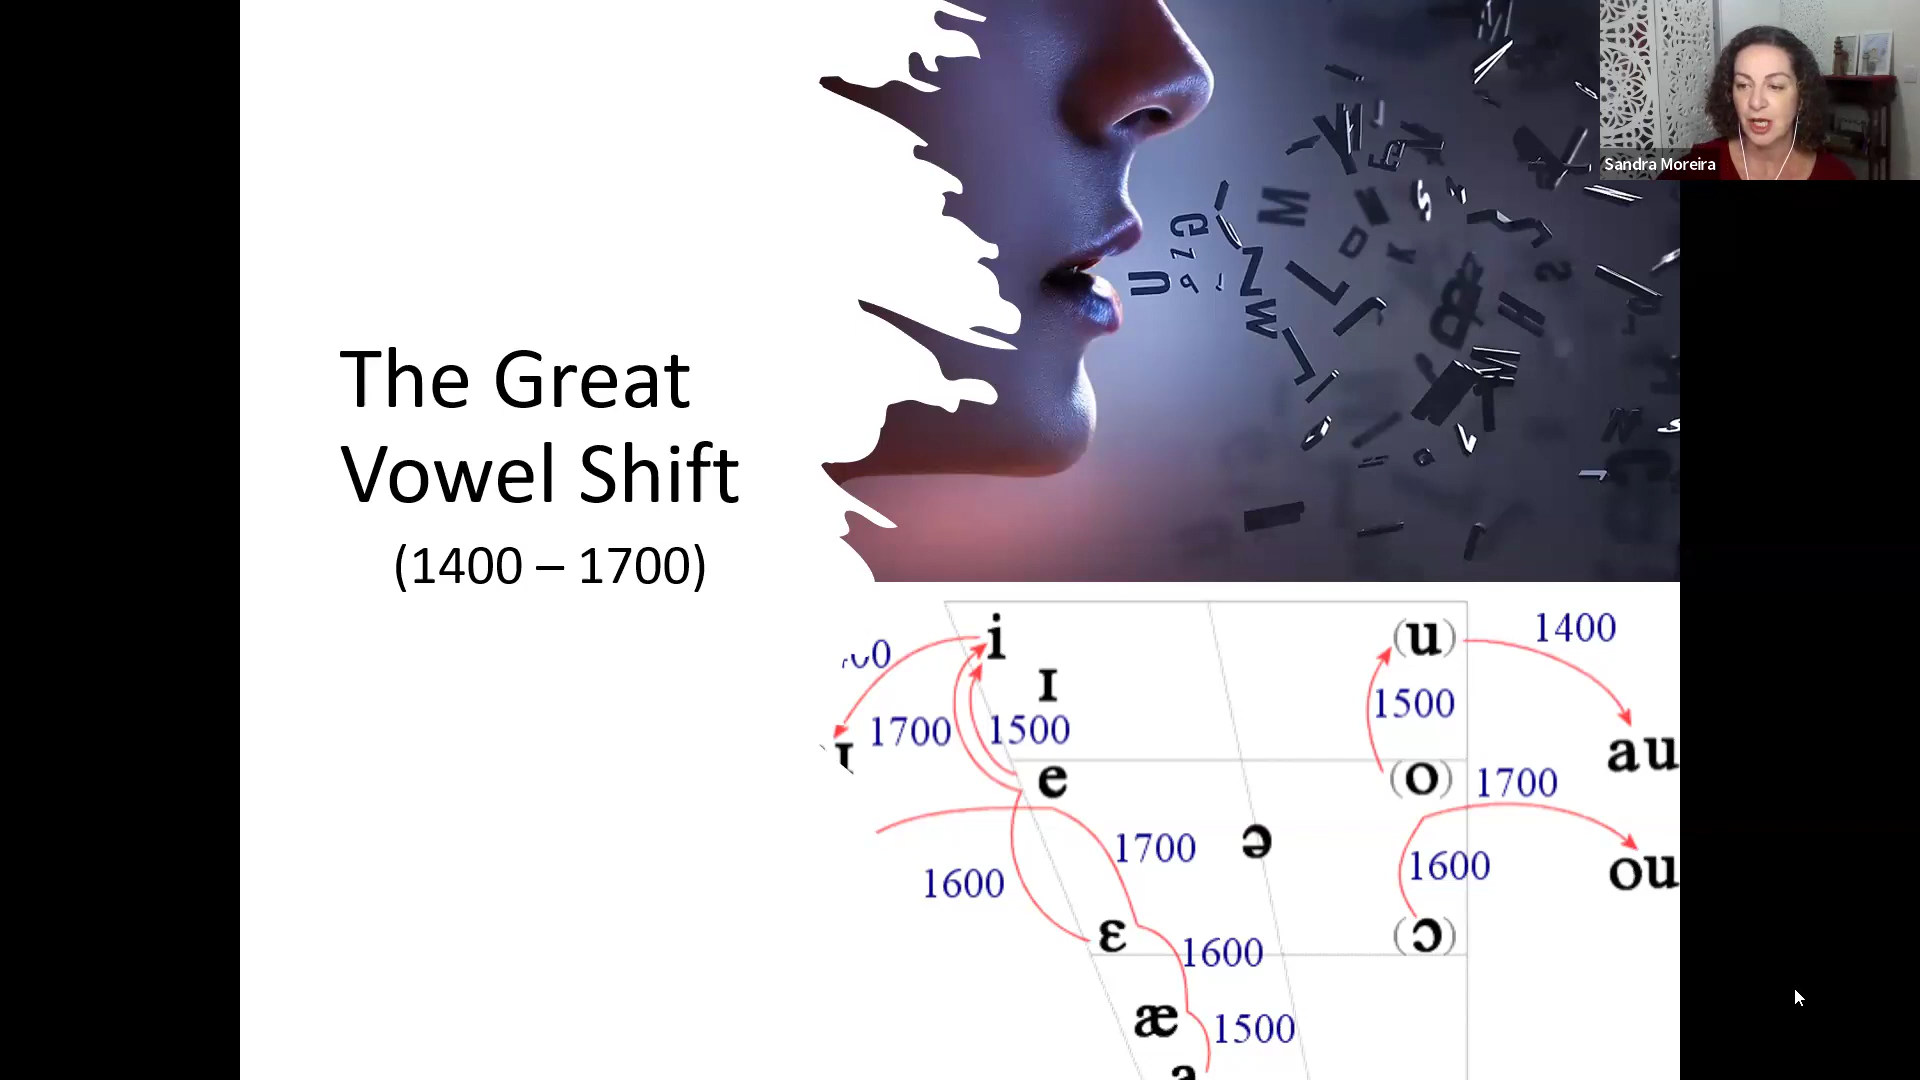 Sandra Moreira
The Great
Vowel Shift
(1400 – 1700)
i
(u)
1400
ɪ
1700
1500
1500
au
e
(o)
1700
1700
ə
1600
1600
ou
ɛ
(ɔ)
1600
æ
1500
a
G
M
Z
U
W
S
D
K
H
B